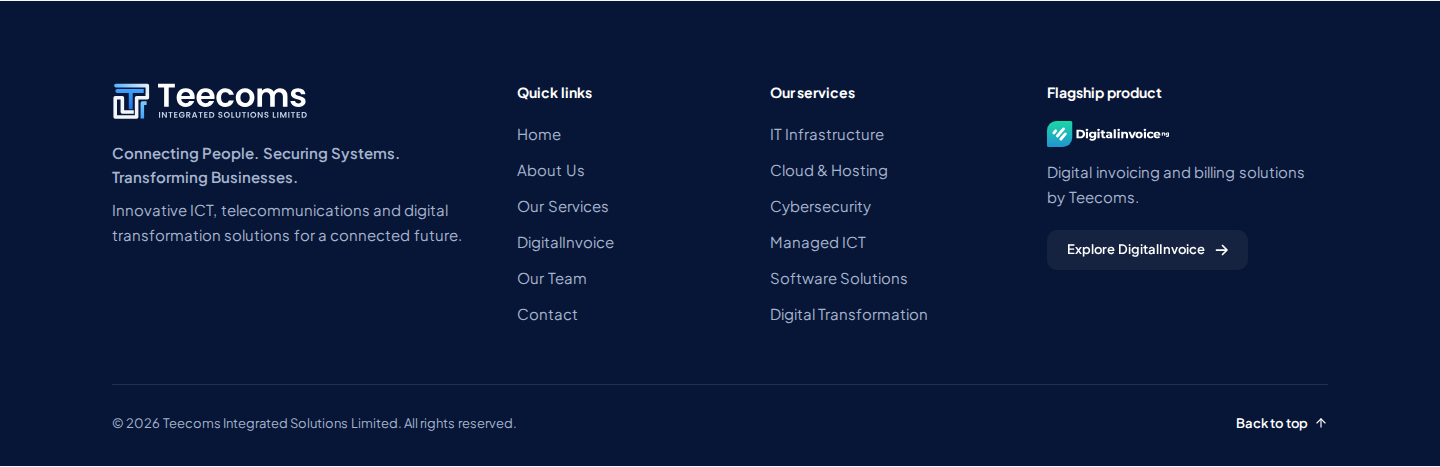 Teecoms
INTEGRATED SOLUTIONS LIMITED
Connecting People. Securing Systems.
Transforming Businesses.
Innovative ICT, telecommunications and digital
transformation solutions for a connected future.
Quick links
Home
About Us
Our Services
DigitalInvoice
Our Team
Contact
Our services
IT Infrastructure
Cloud & Hosting
Cybersecurity
Managed ICT
Software Solutions
Digital Transformation
Flagship product
Digitalinvoice ng
Digital invoicing and billing solutions
by Teecoms.
Explore DigitalInvoice →
© 2026 Teecoms Integrated Solutions Limited. All rights reserved.
Back to top ↑